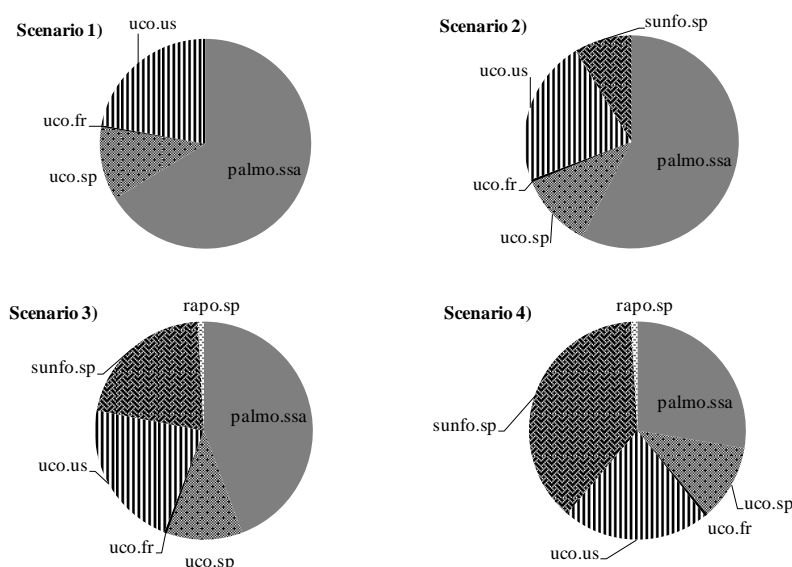 Scenario 1)
uco.us
uco.fr
uco.sp
palmo.ssa
Scenario 2)
sunfo.sp
uco.us
uco.fr
uco.sp
palmo.ssa
Scenario 3)
rapo.sp
sunfo.sp
palmo.ssa
uco.us
uco.fr
uco.sp
Scenario 4)
rapo.sp
palmo.ssa
sunfo.sp
uco.sp
uco.fr
uco.us